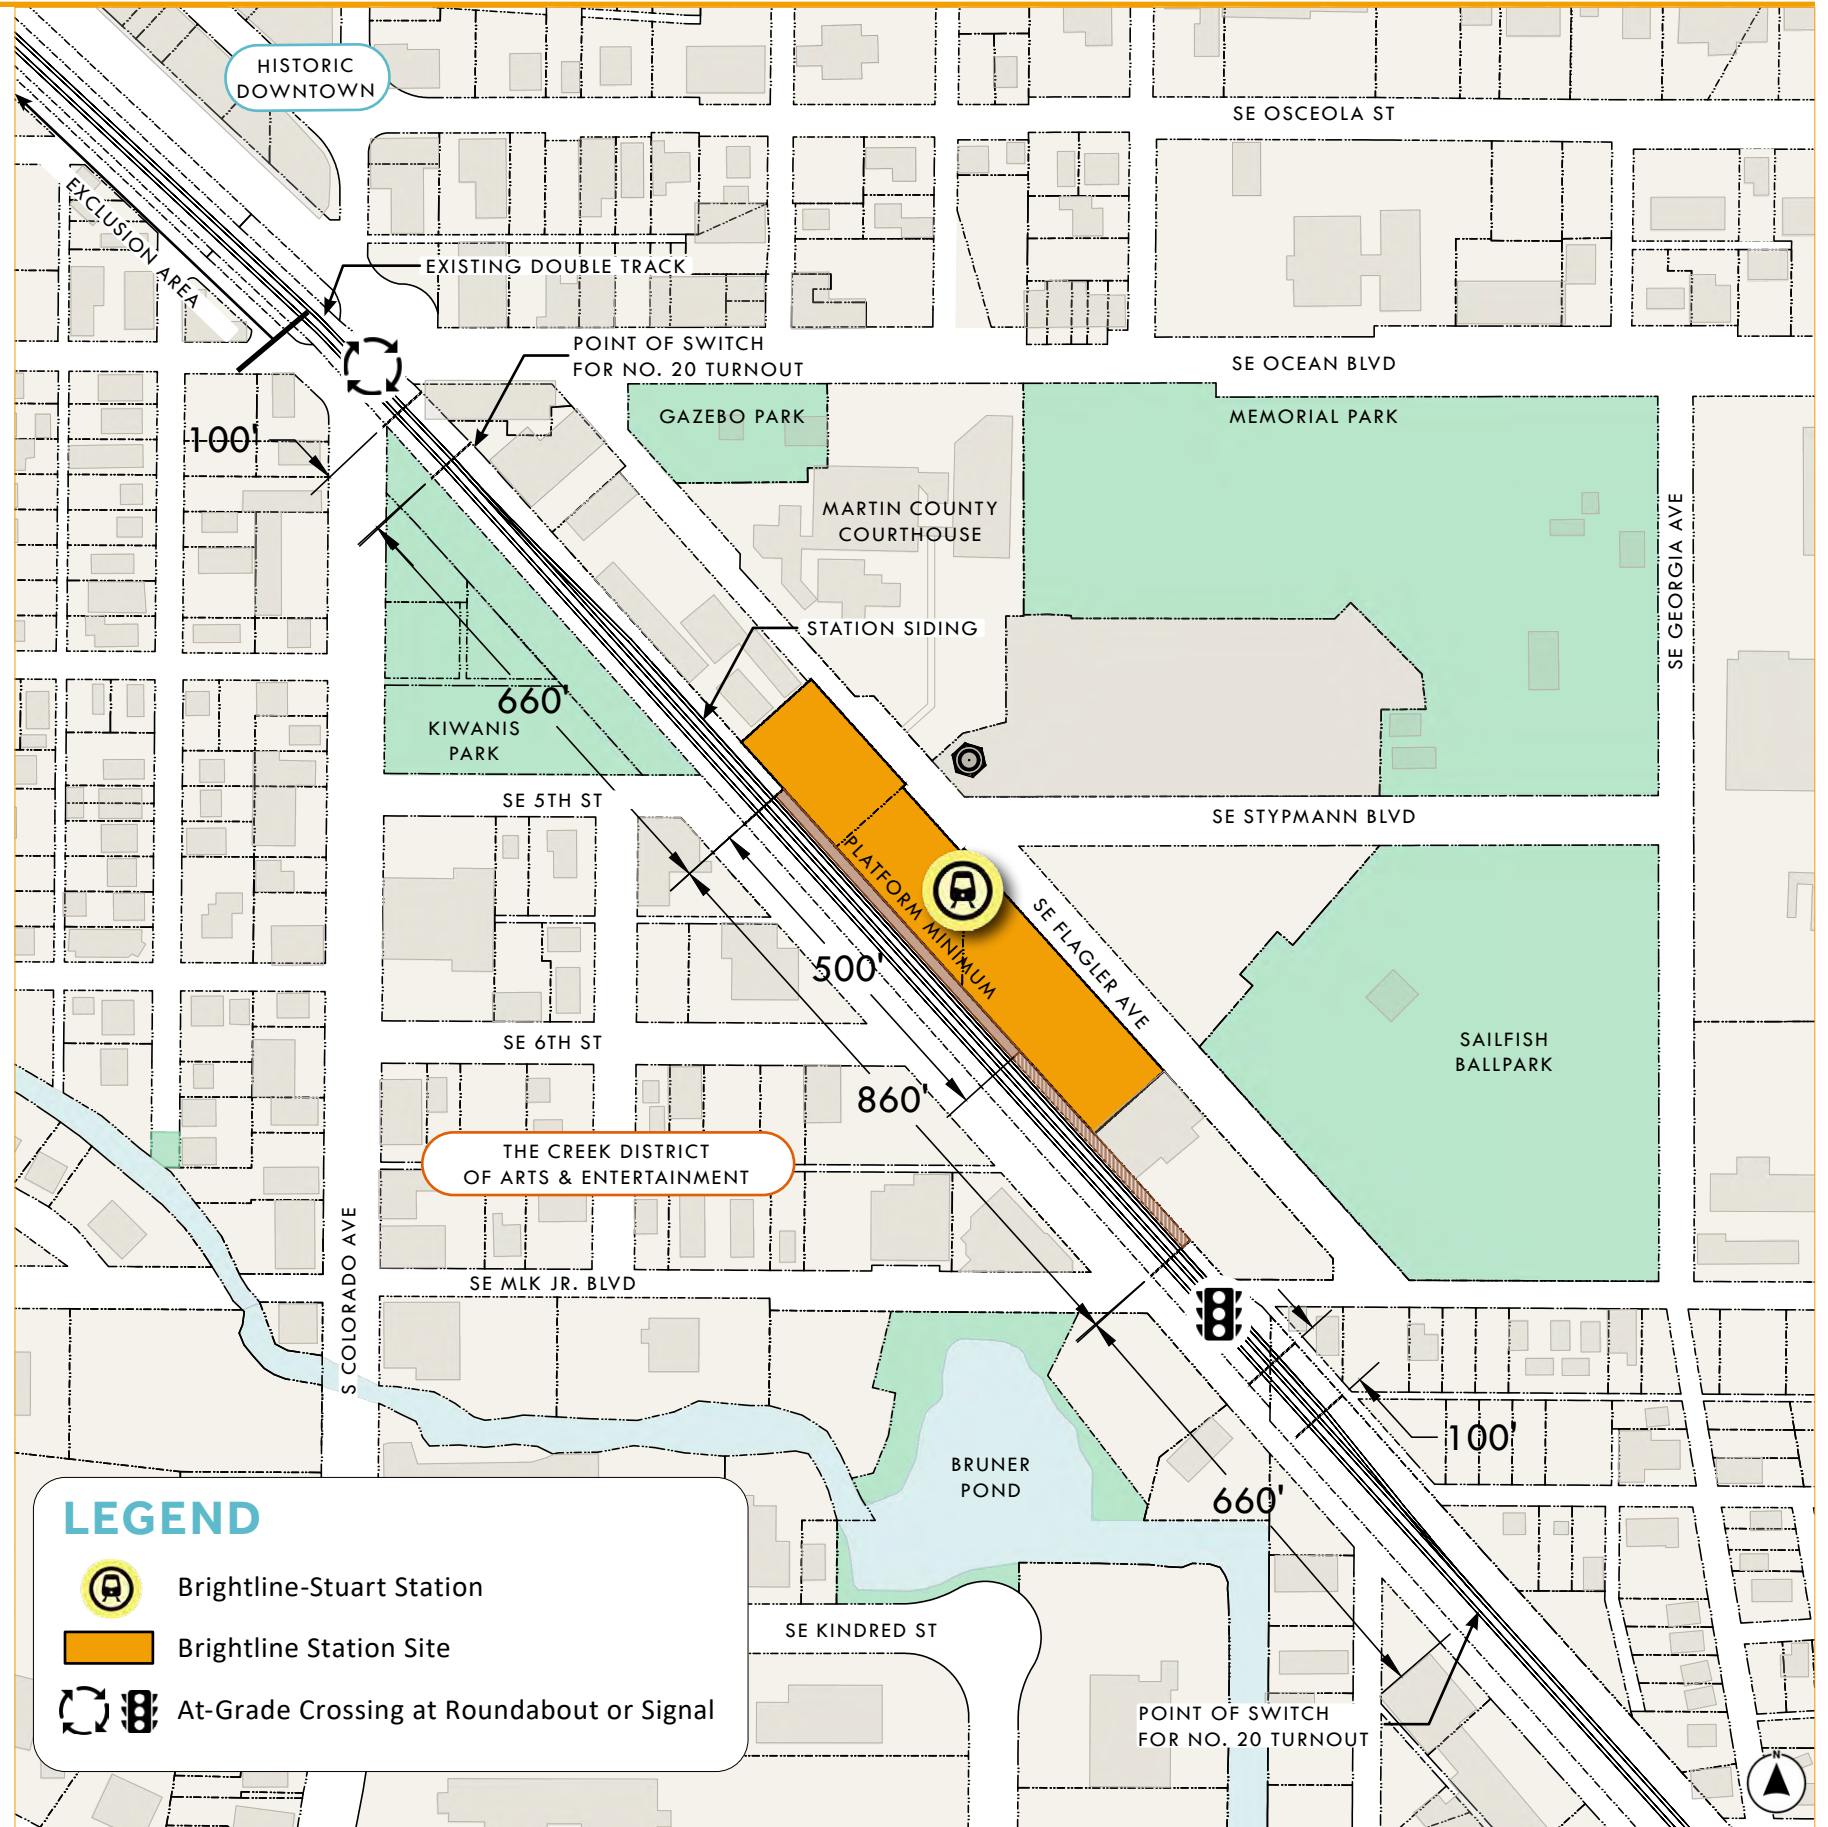 HISTORIC
DOWNTOWN
SE OSCEOLA ST
EXCLUSION AREA
EXISTING DOUBLE TRACK
POINT OF SWITCH
FOR NO. 20 TURNOUT
SE OCEAN BLVD
GAZEBO PARK
MEMORIAL PARK
100'
MARTIN COUNTY
COURTHOUSE
SE GEORGIA AVE
STATION SIDING
660'
KIWANIS
PARK
SE 5TH ST
SE STYPMANN BLVD
PLATFORM MINIMUM
SE FLAGLER AVE
500'
SE 6TH ST
SAILFISH
BALLPARK
860'
THE CREEK DISTRICT
OF ARTS & ENTERTAINMENT
S COLORADO AVE
SE MLK JR. BLVD
100'
BRUNER
POND
660'
LEGEND
Brightline-Stuart Station
Brightline Station Site
At-Grade Crossing at Roundabout or Signal
SE KINDRED ST
POINT OF SWITCH
FOR NO. 20 TURNOUT
N